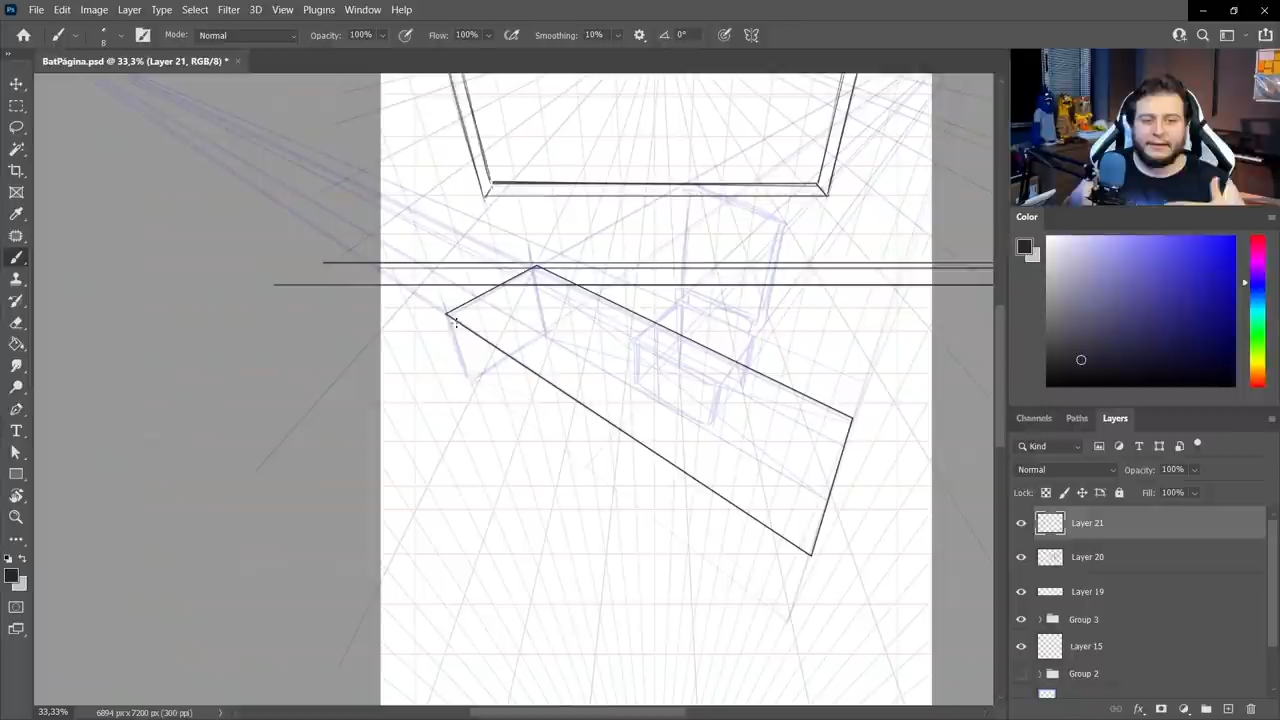 File Edit Image Layer Type Select Filter 3D View Plugins Window Help
8 Mode: Normal Opacity: 100% Flow: 100% Smoothing: 10% 0°
BatPágina.psd @ 33,3% (Layer 21, RGB/8) *
Color
Channels Paths Layers
Kind
Normal Opacity: 100%
Lock: Fill: 100%
Layer 21
Layer 20
Layer 19
Group 3
Layer 15
Group 2
33,33% 6894 px x 7200 px (300 ppi)